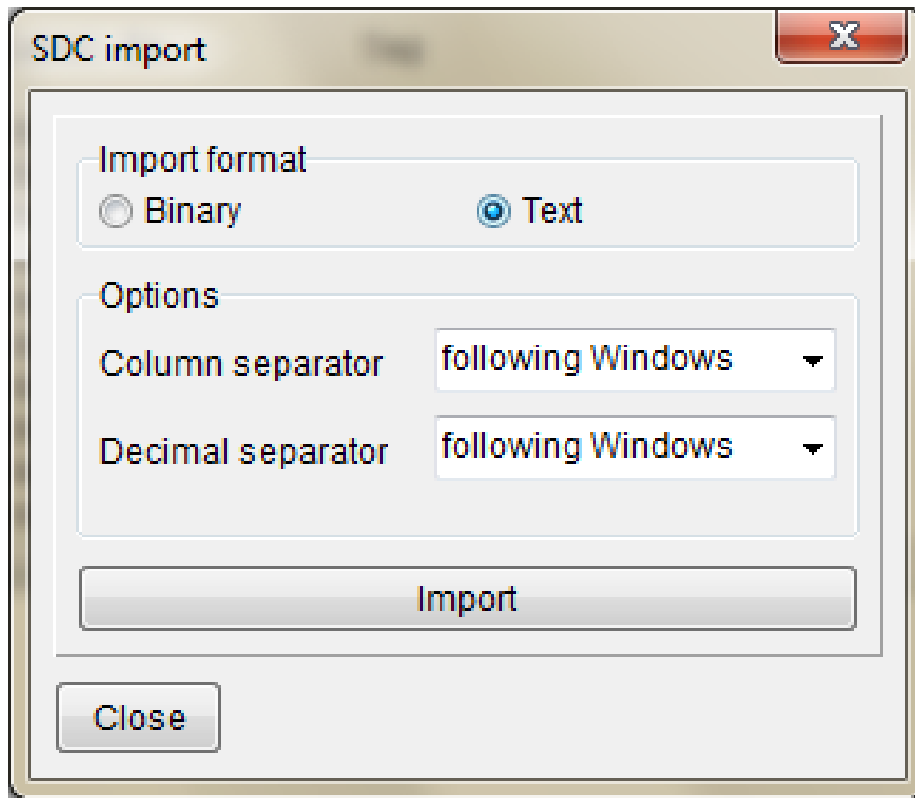 SDC import
Import format
Binary Text
Options
Column separator following Windows
Decimal separator following Windows
Import
Close